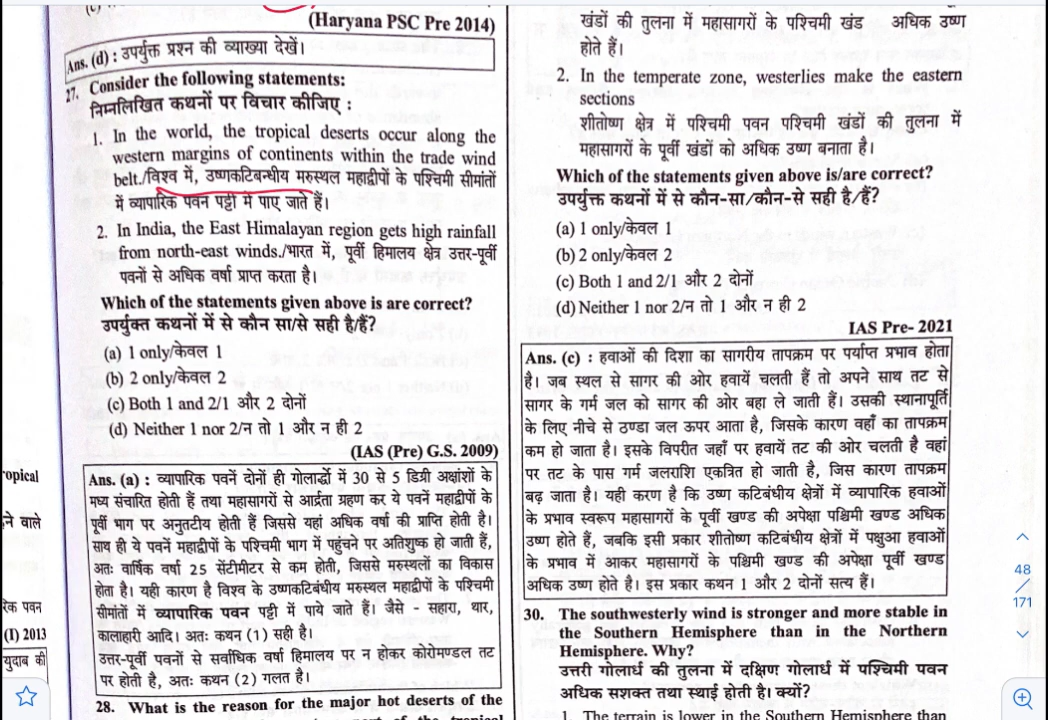 (Haryana PSC Pre 2014)
Ans. (d) : उपर्युक्त प्रश्न की व्याख्या देखें।
27. Consider the following statements:
निम्नलिखित कथनों पर विचार कीजिए :
1. In the world, the tropical deserts occur along the
western margins of continents within the trade wind
belt./विश्व में, उष्णकटिबन्धीय मरुस्थल महाद्वीपों के पश्चिमी सीमांतों
में व्यापारिक पवन पट्टी में पाए जाते हैं।
2. In India, the East Himalayan region gets high rainfall
from north-east winds./भारत में, पूर्वी हिमालय क्षेत्र उत्तर-पूर्वी
पवनों से अधिक वर्षा प्राप्त करता है।
Which of the statements given above is are correct?
उपर्युक्त कथनों में से कौन सा/से सही है/हैं?
(a) 1 only/केवल 1
(b) 2 only/केवल 2
(c) Both 1 and 2/1 और 2 दोनों
(d) Neither 1 nor 2/न तो 1 और न ही 2
(IAS (Pre) G.S. 2009)
Ans. (a) : व्यापारिक पवनें दोनों ही गोलार्द्धो में 30 से 5 डिग्री अक्षांशों के
मध्य संचारित होती हैं तथा महासागरों से आर्द्रता ग्रहण कर ये पवनें महाद्वीपों के
पूर्वी भाग पर अनुतटीय होती हैं जिससे यहां अधिक वर्षा की प्राप्ति होती है।
साथ ही ये पवनें महाद्वीपों के पश्चिमी भाग में पहुंचने पर अतिशुष्क हो जाती हैं,
अतः वार्षिक वर्षा 25 सेंटीमीटर से कम होती, जिससे मरुस्थलों का विकास
होता है। यही कारण है विश्व के उष्णकटिबंधीय मरुस्थल महाद्वीपों के पश्चिमी
सीमांतों में व्यापारिक पवन पट्टी में पाये जाते हैं। जैसे - सहारा, थार,
कालाहारी आदि। अतः कथन (1) सही है।
उत्तर-पूर्वी पवनों से सर्वाधिक वर्षा हिमालय पर न होकर कोरोमण्डल तट
पर होती है, अतः कथन (2) गलत है।
28. What is the reason for the major hot deserts of the
खंडों की तुलना में महासागरों के पश्चिमी खंड अधिक उष्ण
होते हैं।
2. In the temperate zone, westerlies make the eastern
sections
शीतोष्ण क्षेत्र में पश्चिमी पवन पश्चिमी खंडों की तुलना में
महासागरों के पूर्वी खंडों को अधिक उष्ण बनाता है।
Which of the statements given above is/are correct?
उपर्युक्त कथनों में से कौन-सा/कौन-से सही है/हैं?
(a) 1 only/केवल 1
(b) 2 only/केवल 2
(c) Both 1 and 2/1 और 2 दोनों
(d) Neither 1 nor 2/न तो 1 और न ही 2
IAS Pre- 2021
Ans. (c) : हवाओं की दिशा का सागरीय तापक्रम पर पर्याप्त प्रभाव होता
है। जब स्थल से सागर की ओर हवायें चलती हैं तो अपने साथ तट से
सागर के गर्म जल को सागर की ओर बहा ले जाती हैं। उसकी स्थानापूर्ति
के लिए नीचे से ठण्डा जल ऊपर आता है, जिसके कारण वहाँ का तापक्रम
कम हो जाता है। इसके विपरीत जहाँ पर हवायें तट की ओर चलती है वहां
पर तट के पास गर्म जलराशि एकत्रित हो जाती है, जिस कारण तापक्रम
बढ़ जाता है। यही करण है कि उष्ण कटिबंधीय क्षेत्रों में व्यापारिक हवाओं
के प्रभाव स्वरूप महासागरों के पूर्वी खण्ड की अपेक्षा पश्चिमी खण्ड अधिक
उष्ण होते हैं, जबकि इसी प्रकार शीतोष्ण कटिबंधीय क्षेत्रों में पछुआ हवाओं
के प्रभाव में आकर महासागरों के पश्चिमी खण्ड की अपेक्षा पूर्वी खण्ड
अधिक उष्ण होते है। इस प्रकार कथन 1 और 2 दोनों सत्य हैं।
30. The southwesterly wind is stronger and more stable in
the Southern Hemisphere than in the Northern
Hemisphere. Why?
उत्तरी गोलार्ध की तुलना में दक्षिण गोलार्ध में पश्चिमी पवन
अधिक सशक्त तथा स्थाई होती है। क्यों?
1. The terrain is lower in the Southern Hemisphere than
ropical
ने वाले
पवन
(I) 2013
युदाब की
48
171